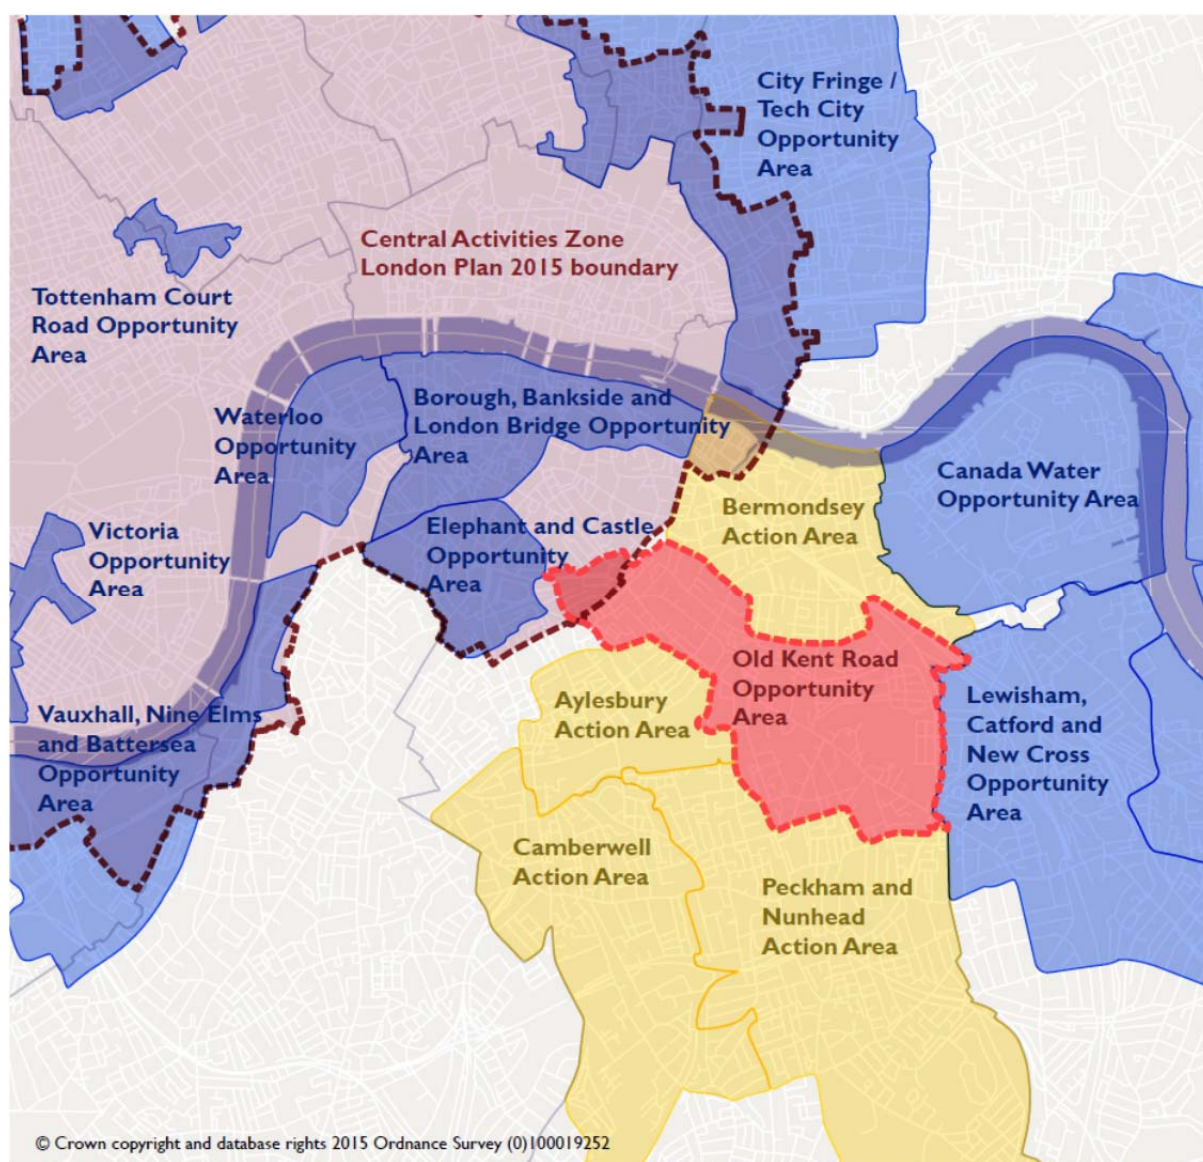 City Fringe /
Tech City
Opportunity
Area
Central Activities Zone
London Plan 2015 boundary
Tottenham Court
Road Opportunity
Area
Waterloo
Opportunity
Area
Borough, Bankside and
London Bridge Opportunity
Area
Canada Water
Opportunity Area
Bermondsey
Action Area
Victoria
Opportunity
Area
Elephant and Castle
Opportunity
Area
Old Kent Road
Opportunity
Area
Aylesbury
Action Area
Lewisham,
Catford and
New Cross
Opportunity
Area
Vauxhall, Nine Elms
and Battersea
Opportunity
Area
Camberwell
Action Area
Peckham and
Nunhead
Action Area
© Crown copyright and database rights 2015 Ordnance Survey (0)100019252